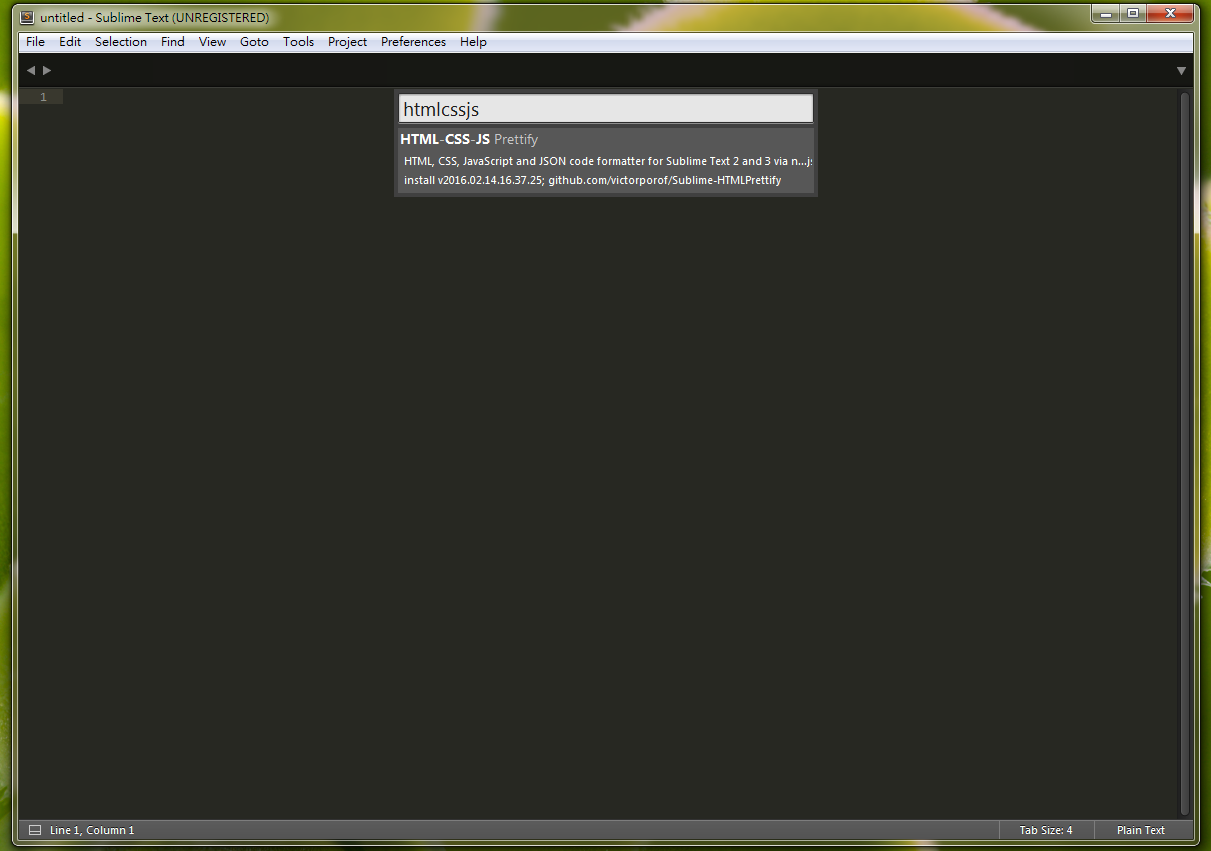 untitled - Sublime Text (UNREGISTERED)
File Edit Selection Find View Goto Tools Project Preferences Help
1
htmlcssjs
HTML-CSS-JS Prettify
HTML, CSS, JavaScript and JSON code formatter for Sublime Text 2 and 3 via n...js
install v2016.02.14.16.37.25; github.com/victorporof/Sublime-HTMLPrettify
Line 1, Column 1 Tab Size: 4 Plain Text